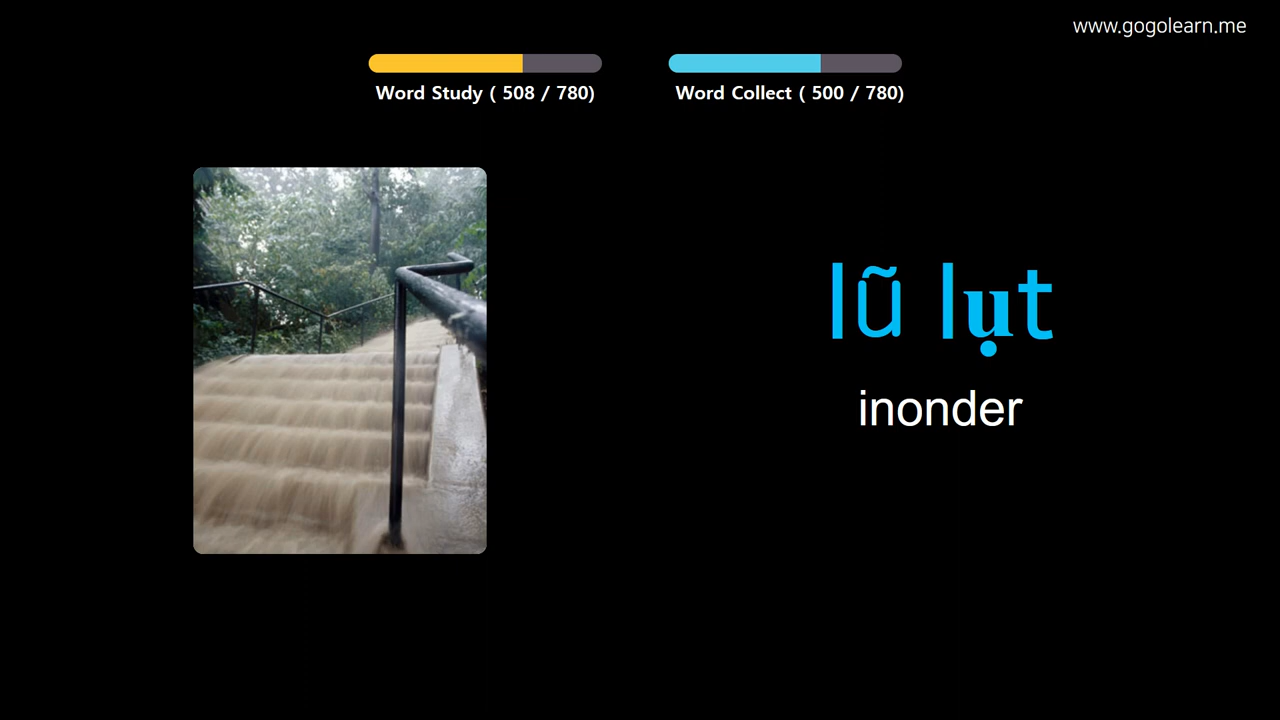 www.gogolearn.me
Word Study ( 508 / 780)
Word Collect ( 500 / 780)
lũ lụt
inonder